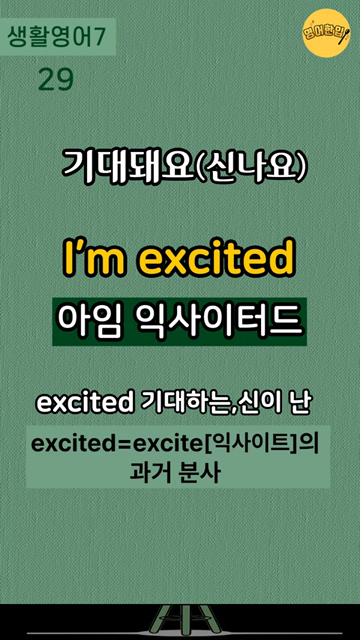 생활영어7
영어한입
29
기대돼요(신나요)
I'm excited
아임 익사이터드
excited 기대하는,신이 난
excited=excite[익사이트]의
과거 분사